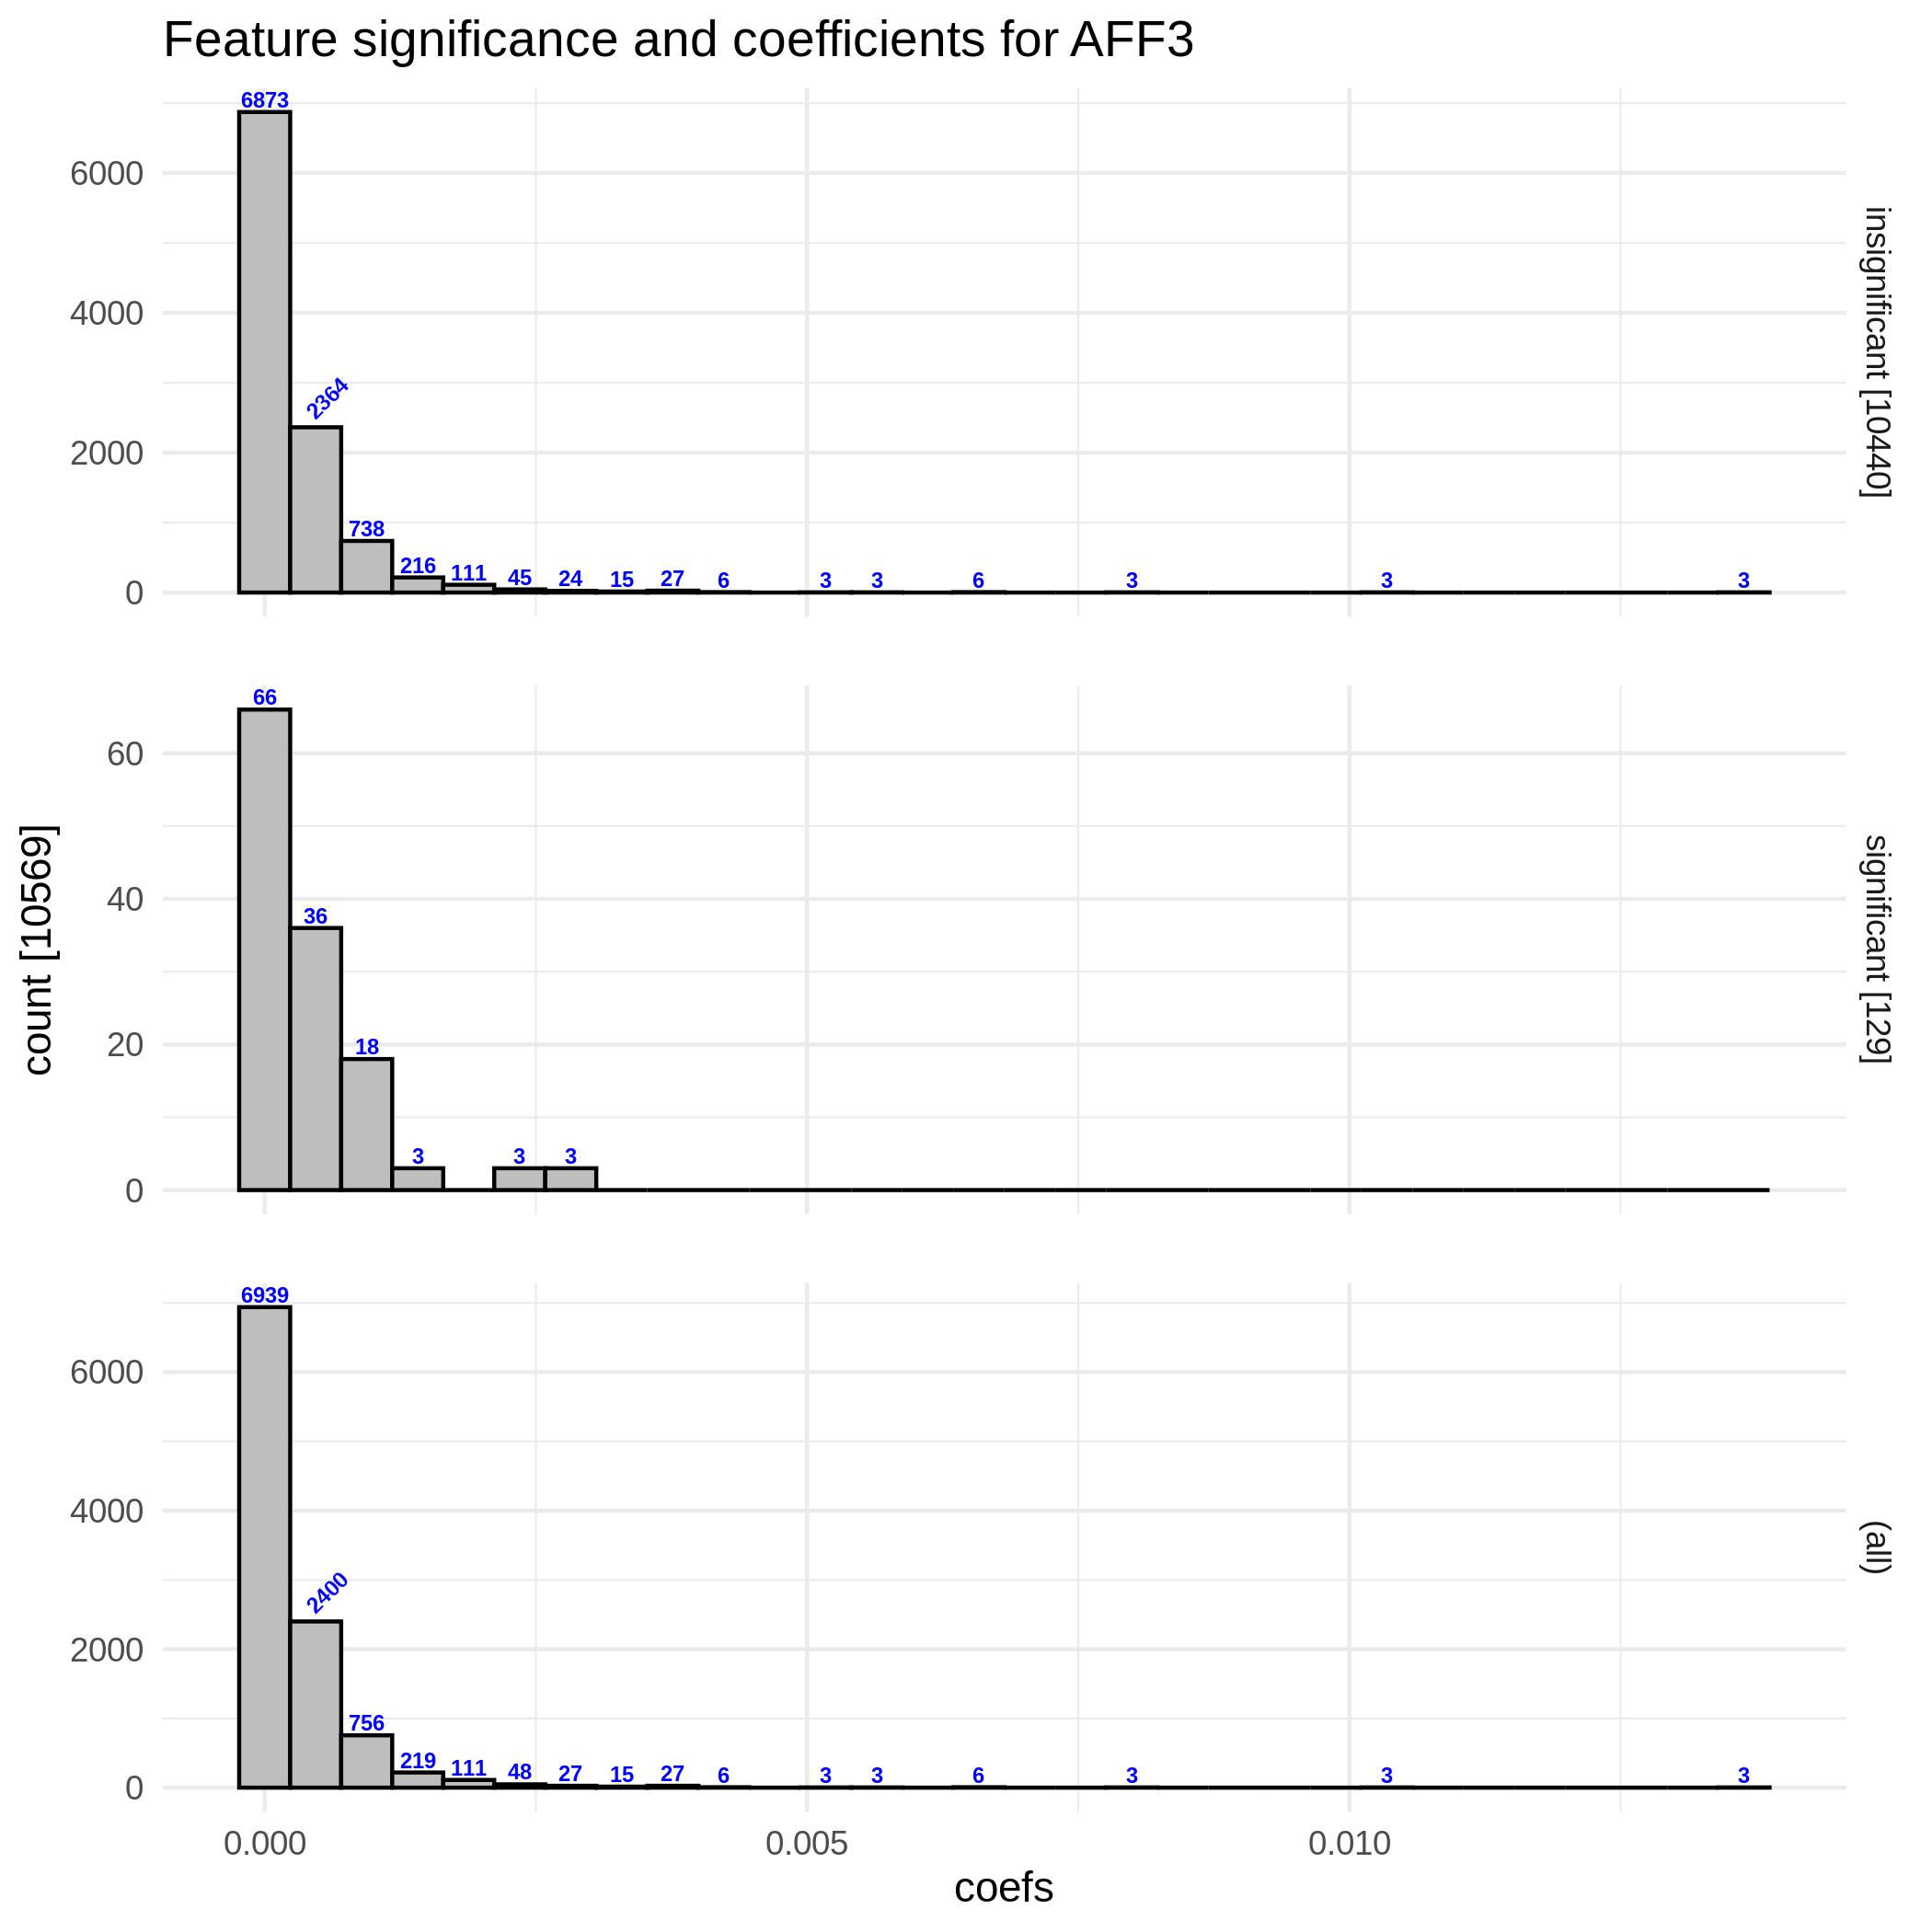 Feature significance and coefficients for AFF3
count [10569]
6873
6000
4000
2364
2000
738
216 111 45 24 15 27 6 3 3 6 3 3 3
0
insignificant [10440]
66
60
40
36
20
18
3 3 3
0
significant [129]
6939
6000
4000
2400
2000
756
219 111 48 27 15 27 6 3 3 6 3 3 3
0
(all)
0.000 0.005 0.010
coefs